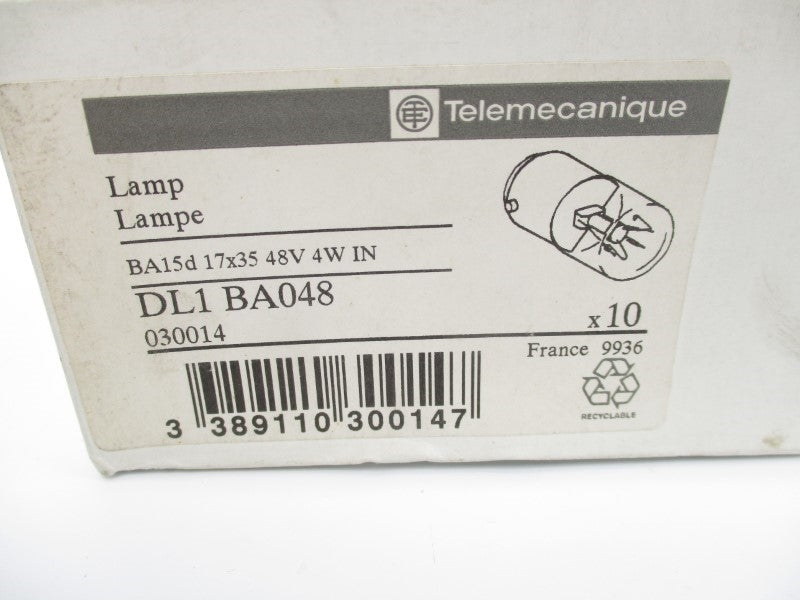 Telemecanique
Lamp
Lampe
BA15d 17x35 48V 4W IN
DL1 BA048
030014
x10
France 9936
RECYCLABLE
3 389110 300147